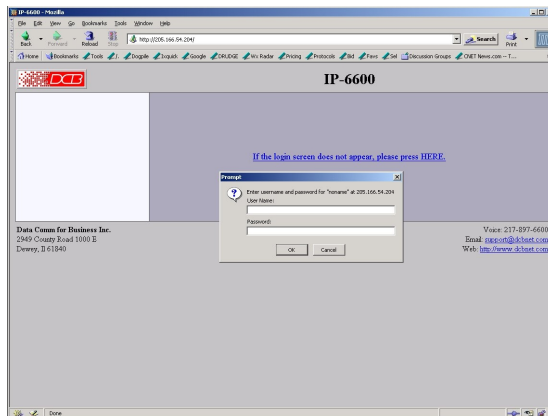 IP-6600 - Mozilla
File Edit View Go Bookmarks Tools Window Help
Back Forward Reload Stop http://205.166.54.204/ Search Print
Home Bookmarks Tools J. Dogpile Ixquick Google DRUDGE Wx Radar Pricing Protocols Bid Favs Sel Discussion Groups CNET News.com -- T...
DCB
IP-6600
If the login screen does not appear, please press HERE.
Prompt
Enter username and password for "noname" at 205.166.54.204
User Name:
Password:
OK Cancel
Data Comm for Business Inc.
2949 County Road 1000 E
Dewey, Il 61840
Voice: 217-897-6600
Email: support@dcbnet.com
Web: http://www.dcbnet.com
Done